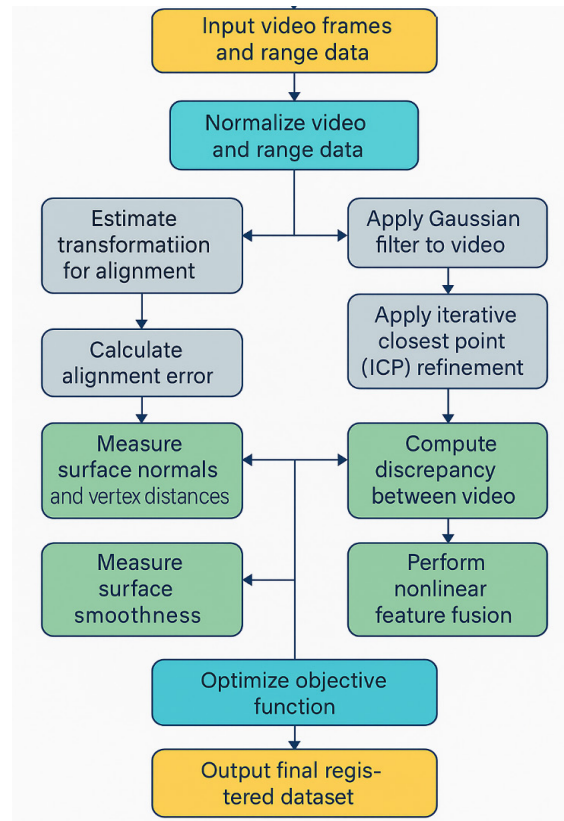 Input video frames
and range data
Normalize video
and range data
Estimate
transformatiion
for alignment
Apply Gaussian
filter to video
Calculate
alignment error
Apply iterative
closest point
(ICP) refinement
Measure
surface normals
and vertex distances
Compute
discrepancy
between video
Measure
surface
smoothness
Perform
nonlinear
feature fusion
Optimize objective
function
Output final regis-
tered dataset